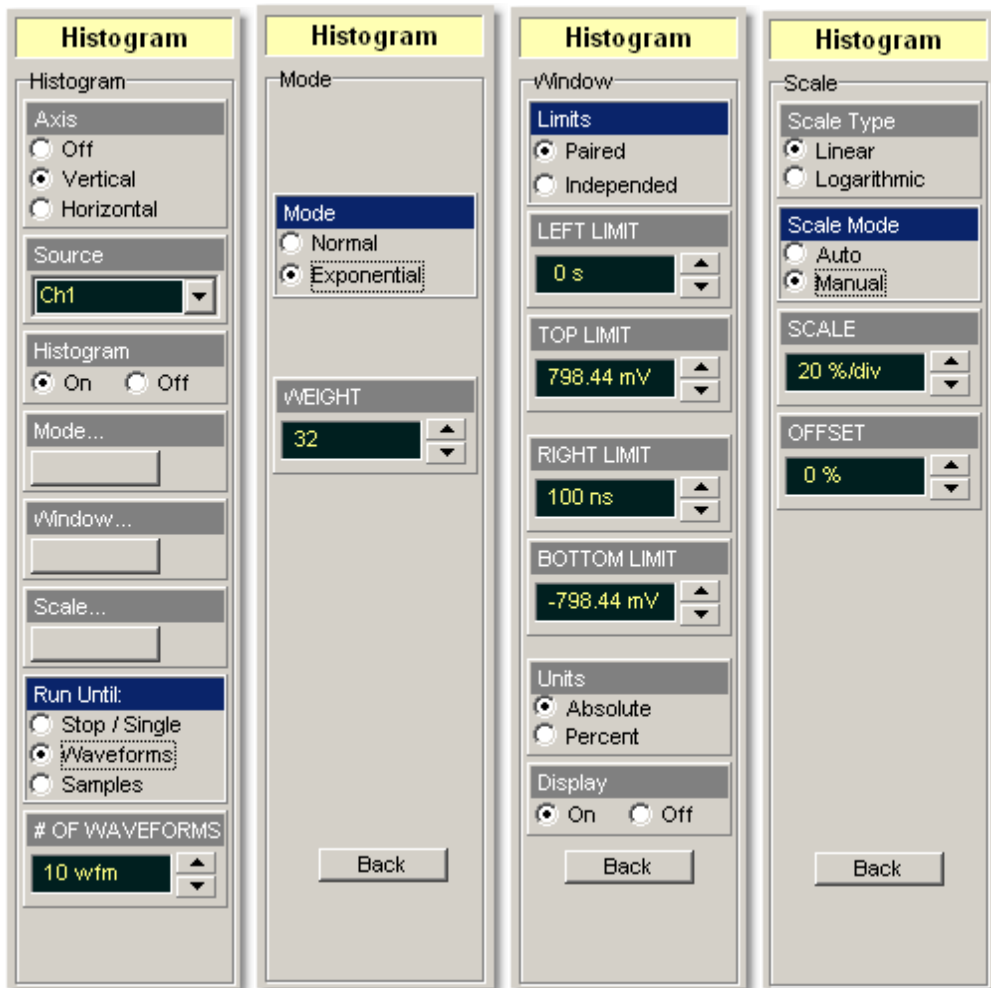 Histogram
Histogram
Axis
Off
Vertical
Horizontal
Source
Ch1
Histogram
On Off
Mode...
Window...
Scale...
Run Until:
Stop / Single
Waveforms
Samples
# OF WAVEFORMS
10 wfm
Histogram
Mode
Mode
Normal
Exponential
WEIGHT
32
Back
Histogram
Window
Limits
Paired
Independed
LEFT LIMIT
0 s
TOP LIMIT
798.44 mV
RIGHT LIMIT
100 ns
BOTTOM LIMIT
-798.44 mV
Units
Absolute
Percent
Display
On Off
Back
Histogram
Scale
Scale Type
Linear
Logarithmic
Scale Mode
Auto
Manual
SCALE
20 %/div
OFFSET
0 %
Back